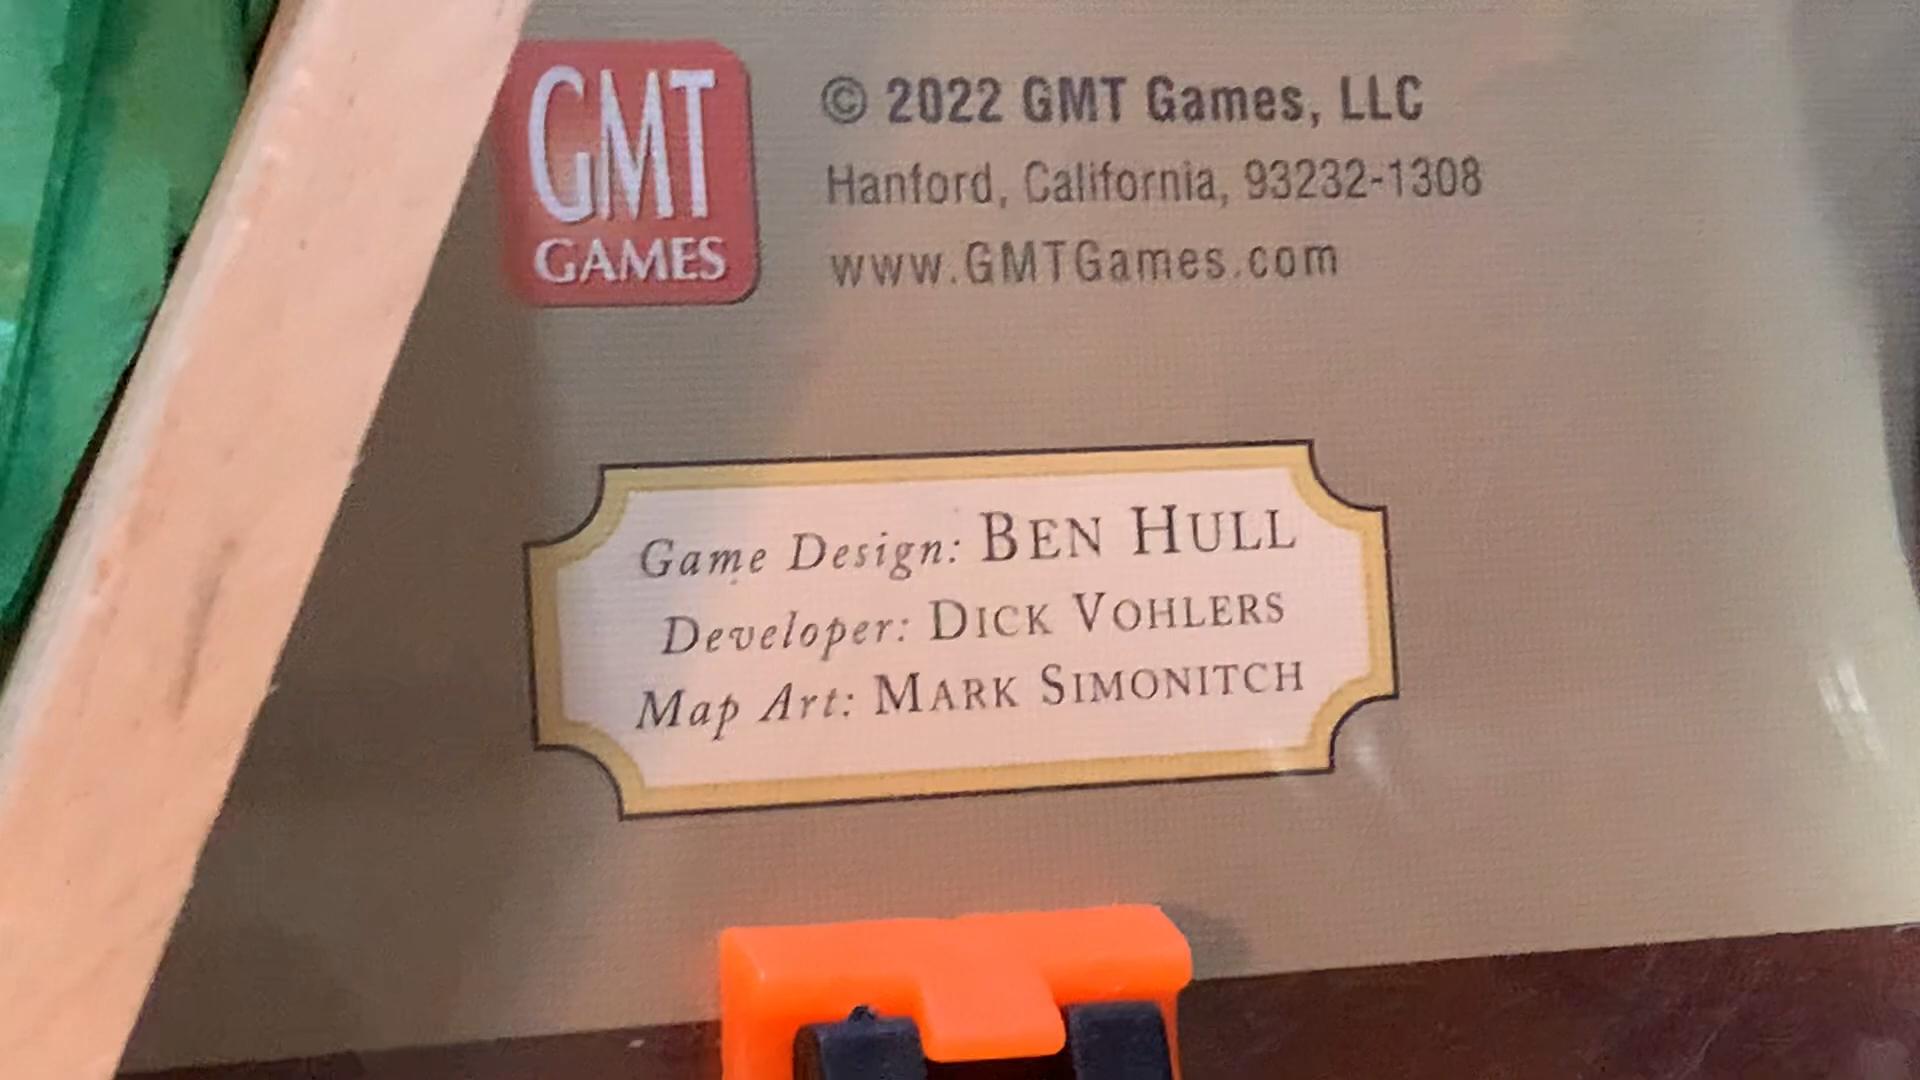 GMT
GAMES
© 2022 GMT Games, LLC
Hanford, California, 93232-1308
www.GMTGames.com
Game Design: BEN HULL
Developer: DICK VOHLERS
Map Art: MARK SIMONITCH